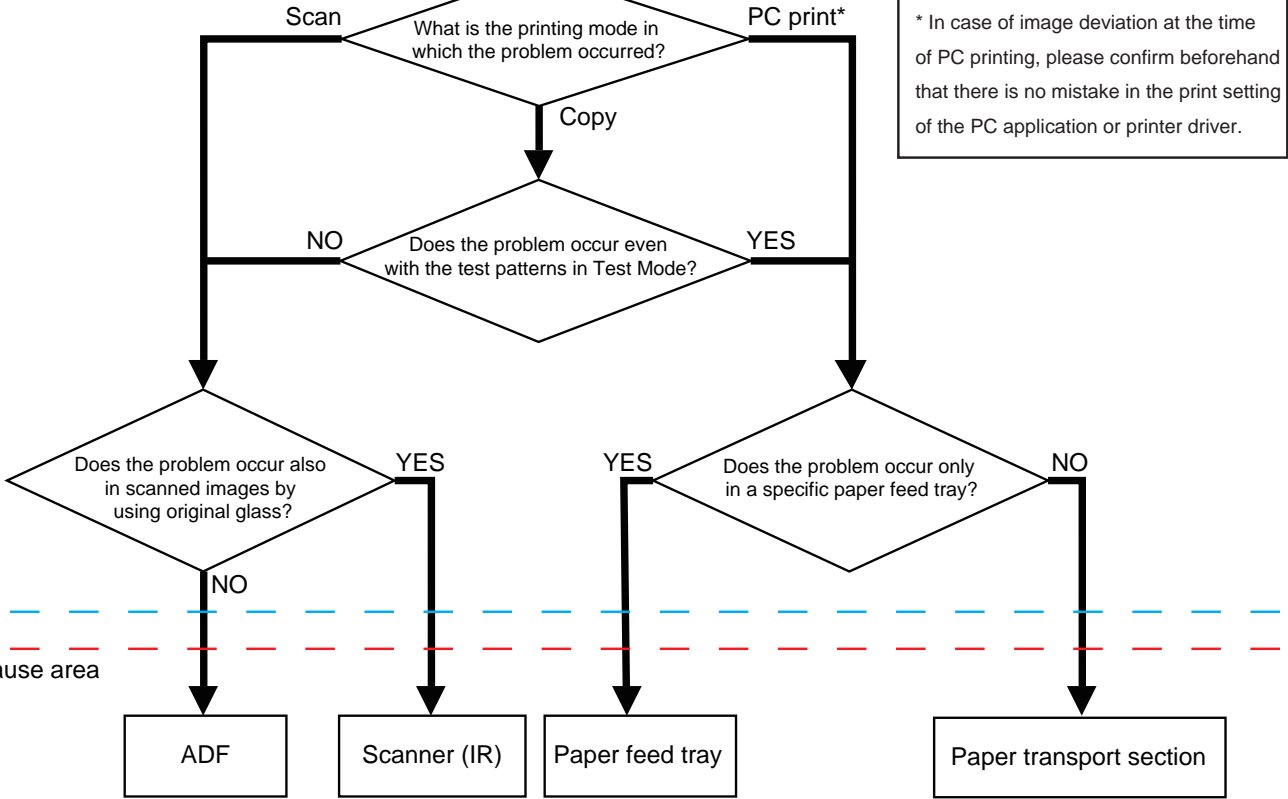 Scan
What is the printing mode in
which the problem occurred?
PC print*
* In case of image deviation at the time
of PC printing, please confirm beforehand
that there is no mistake in the print setting
of the PC application or printer driver.
Copy
NO
Does the problem occur even
with the test patterns in Test Mode?
YES
Does the problem occur also
in scanned images by
using original glass?
YES
NO
YES
Does the problem occur only
in a specific paper feed tray?
NO
ause area
ADF
Scanner (IR)
Paper feed tray
Paper transport section